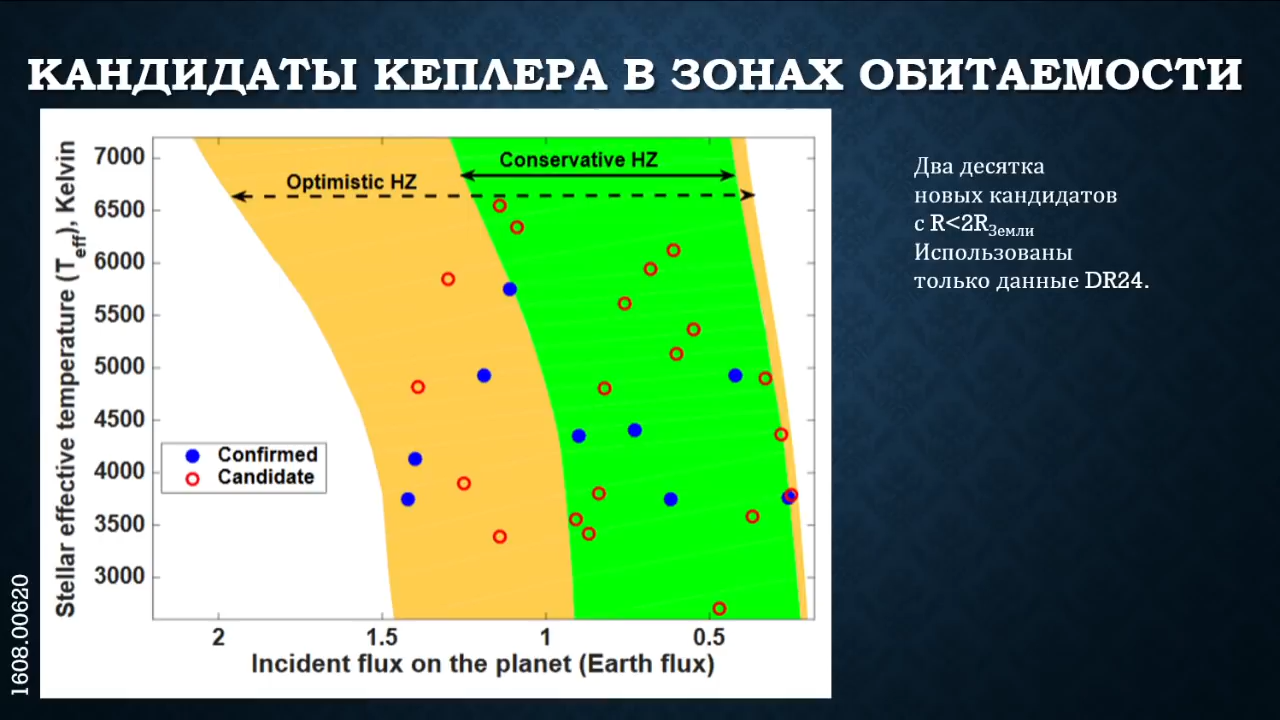 КАНДИДАТЫ КЕПЛЕРА В ЗОНАХ ОБИТАЕМОСТИ
Stellar effective temperature (Teff), Kelvin
7000
6500
6000
5500
5000
4500
4000
3500
3000
Conservative HZ
Optimistic HZ
Confirmed
Candidate
2
1.5
1
0.5
Incident flux on the planet (Earth flux)
Два десятка
новых кандидатов
с R<2RЗемли
Использованы
только данные DR24.
1608.00620